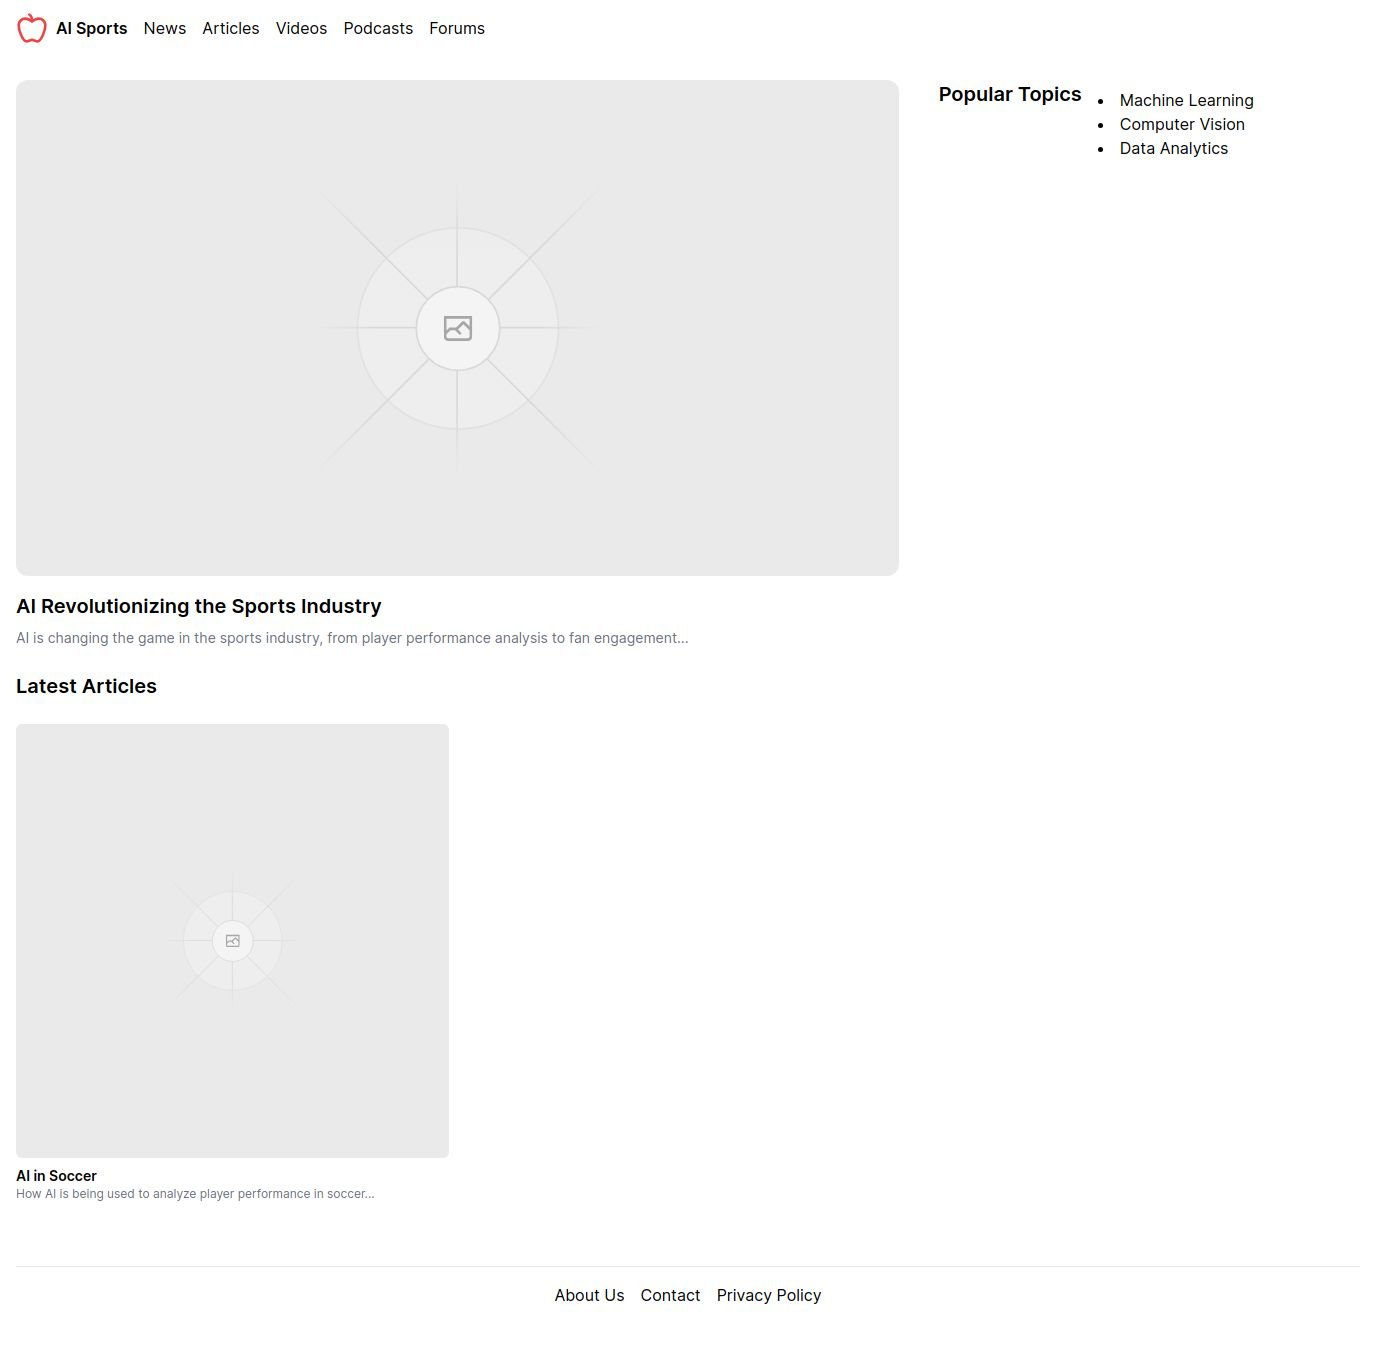 AI Sports News Articles Videos Podcasts Forums
AI Revolutionizing the Sports Industry
AI is changing the game in the sports industry, from player performance analysis to fan engagement...
Latest Articles
AI in Soccer
How AI is being used to analyze player performance in soccer...
Popular Topics
Machine Learning
Computer Vision
Data Analytics
About Us Contact Privacy Policy